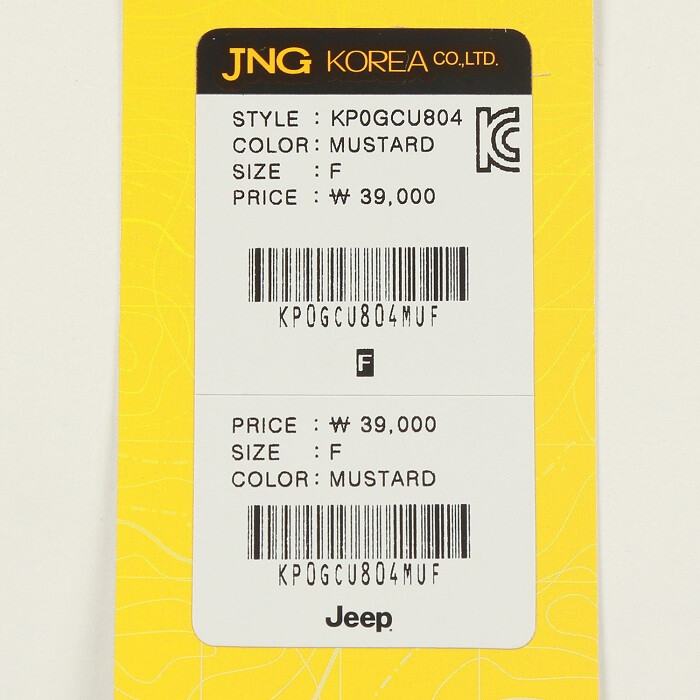 JNG KOREA CO.,LTD.
STYLE : KP0GCU804
COLOR : MUSTARD
SIZE : F
PRICE : ₩ 39,000
KP0GCU804MUF
F
PRICE : ₩ 39,000
SIZE : F
COLOR : MUSTARD
KP0GCU804MUF
Jeep